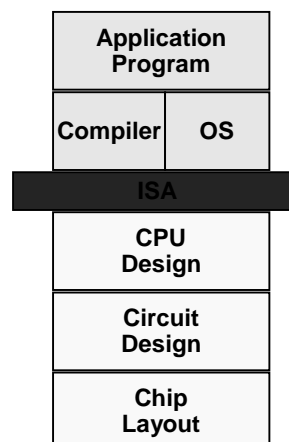 Application
Program
Compiler OS
ISA
CPU
Design
Circuit
Design
Chip
Layout